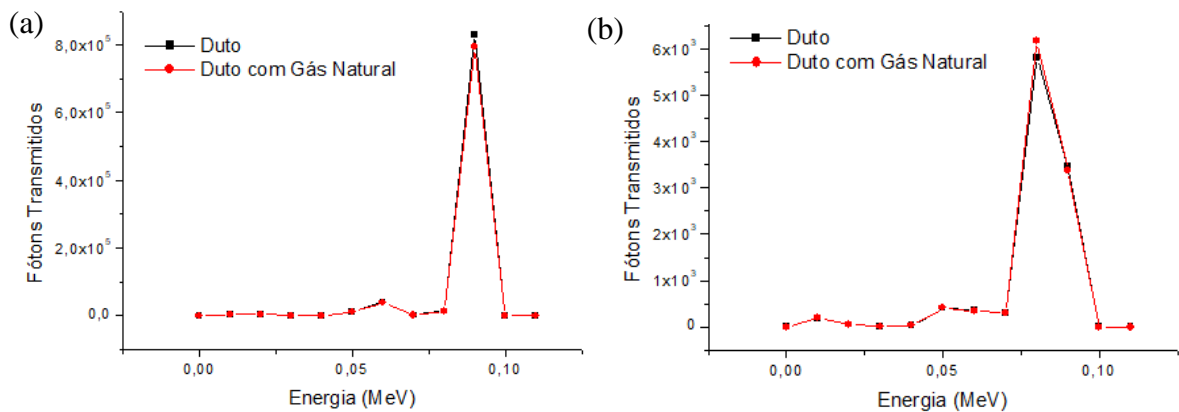 (a)
Duto
Duto com Gás Natural
8,0x10⁵
6,0x10⁵
4,0x10⁵
2,0x10⁵
0,0
Fótons Transmitidos
0,00 0,05 0,10
Energia (MeV)
(b)
Duto
Duto com Gás Natural
6x10³
5x10³
4x10³
3x10³
2x10³
1x10³
0
Fótons Transmitidos
0,00 0,05 0,10
Energia (MeV)